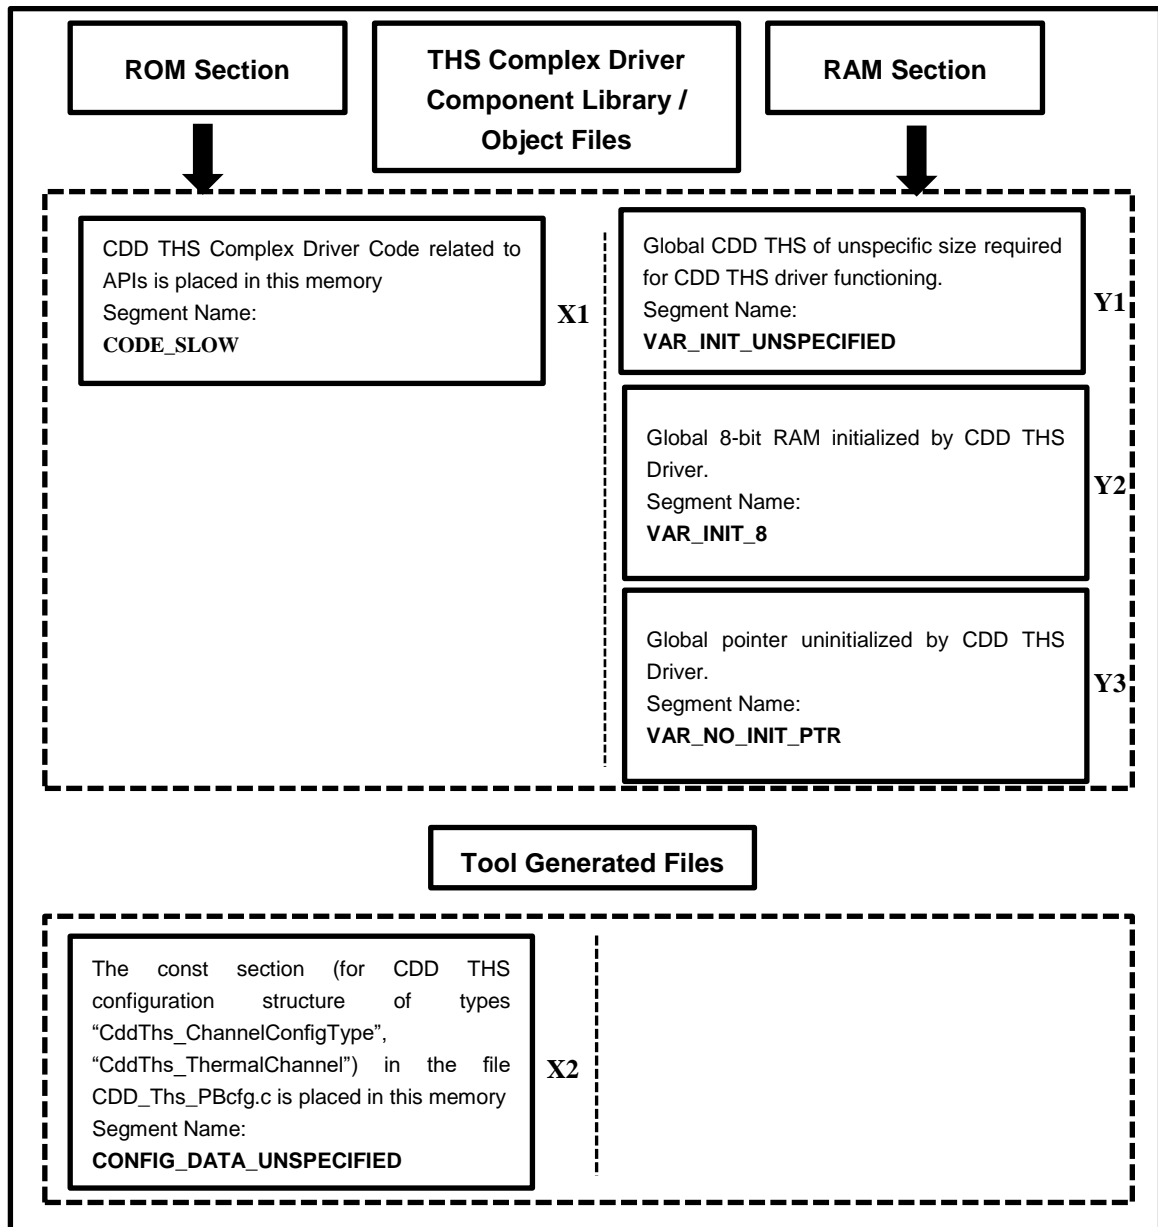 ROM Section
THS Complex Driver
Component Library /
Object Files
RAM Section
CDD THS Complex Driver Code related to
APIs is placed in this memory
Segment Name:
CODE_SLOW
X1
Global CDD THS of unspecific size required
for CDD THS driver functioning.
Segment Name:
VAR_INIT_UNSPECIFIED
Y1
Global 8-bit RAM initialized by CDD THS
Driver.
Segment Name:
VAR_INIT_8
Y2
Global pointer uninitialized by CDD THS
Driver.
Segment Name:
VAR_NO_INIT_PTR
Y3
Tool Generated Files
The const section (for CDD THS
configuration structure of types
“CddThs_ChannelConfigType”,
“CddThs_ThermalChannel”) in the file
CDD_Ths_PBcfg.c is placed in this memory
Segment Name:
CONFIG_DATA_UNSPECIFIED
X2